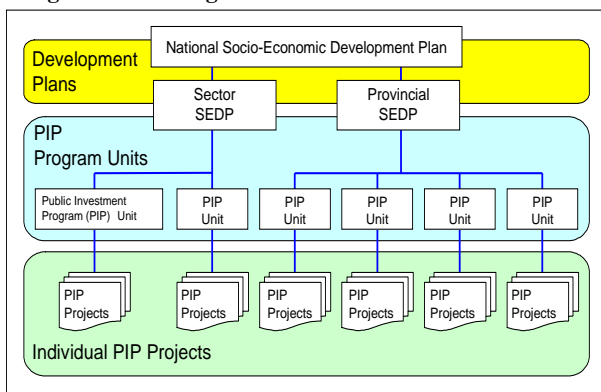 National Socio-Economic Development Plan
Development
Plans
Sector
SEDP
Provincial
SEDP
PIP
Program Units
Public Investment
Program (PIP) Unit
PIP
Unit
PIP
Unit
PIP
Unit
PIP
Unit
PIP
Unit
PIP
Projects
PIP
Projects
PIP
Projects
PIP
Projects
PIP
Projects
PIP
Projects
Individual PIP Projects